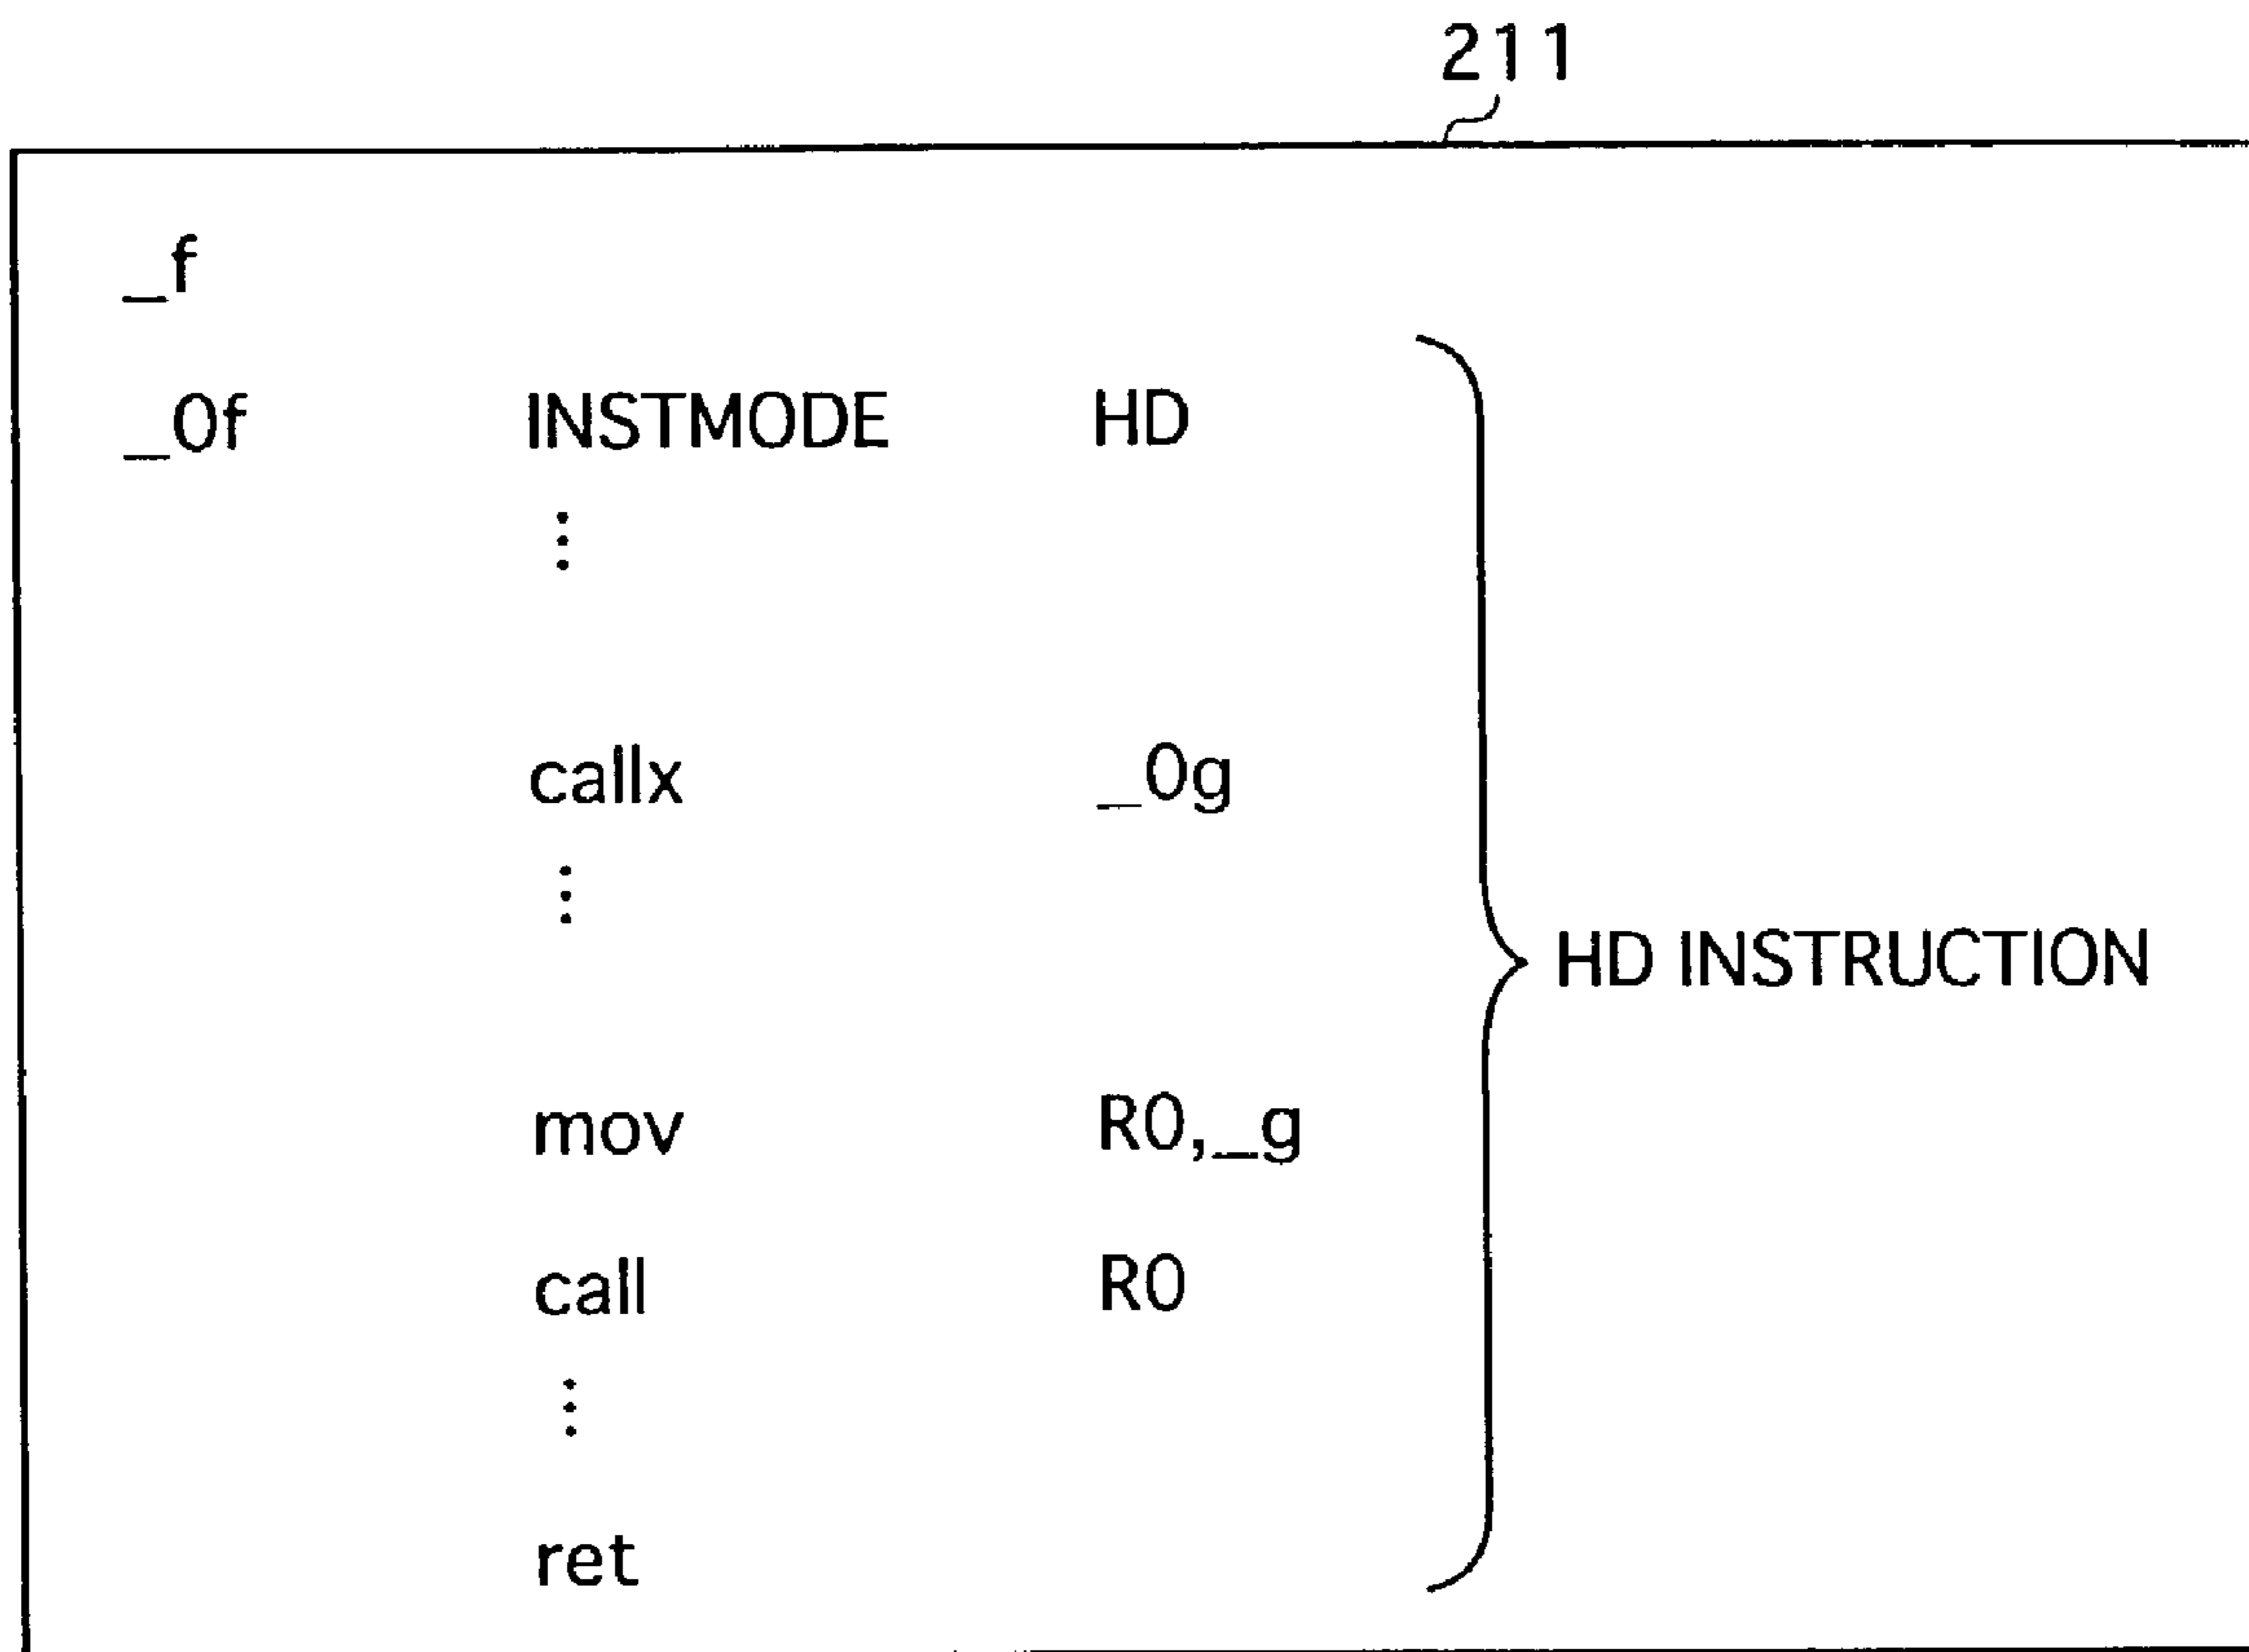 211
_f
_0f INSTMODE HD
⋮
callx _0g
⋮
HD INSTRUCTION
mov R0,_g
call R0
⋮
ret